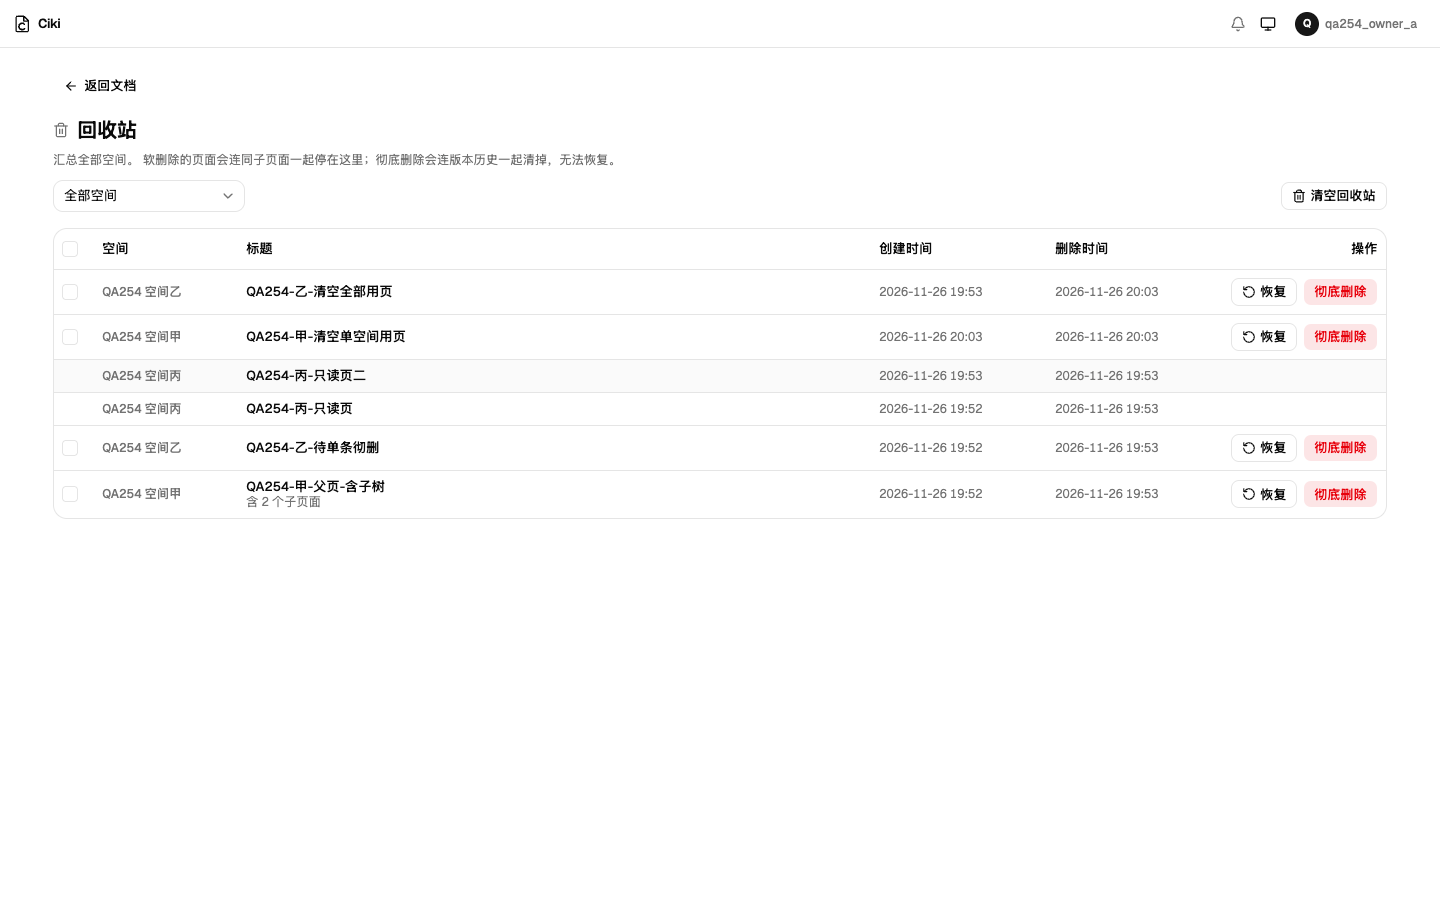 Ciki
Q qa254_owner_a
返回文档
回收站
汇总全部空间。 软删除的页面会连同子页面一起停在这里；彻底删除会连版本历史一起清掉，无法恢复。
全部空间 清空回收站
空间 标题 创建时间 删除时间 操作
QA254 空间乙 QA254-乙-清空全部用页 2026-11-26 19:53 2026-11-26 20:03 恢复 彻底删除
QA254 空间甲 QA254-甲-清空单空间用页 2026-11-26 20:03 2026-11-26 20:03 恢复 彻底删除
QA254 空间丙 QA254-丙-只读页二 2026-11-26 19:53 2026-11-26 19:53
QA254 空间丙 QA254-丙-只读页 2026-11-26 19:52 2026-11-26 19:53
QA254 空间乙 QA254-乙-待单条彻删 2026-11-26 19:52 2026-11-26 19:53 恢复 彻底删除
QA254 空间甲 QA254-甲-父页-含子树 2026-11-26 19:52 2026-11-26 19:53 恢复 彻底删除
含 2 个子页面